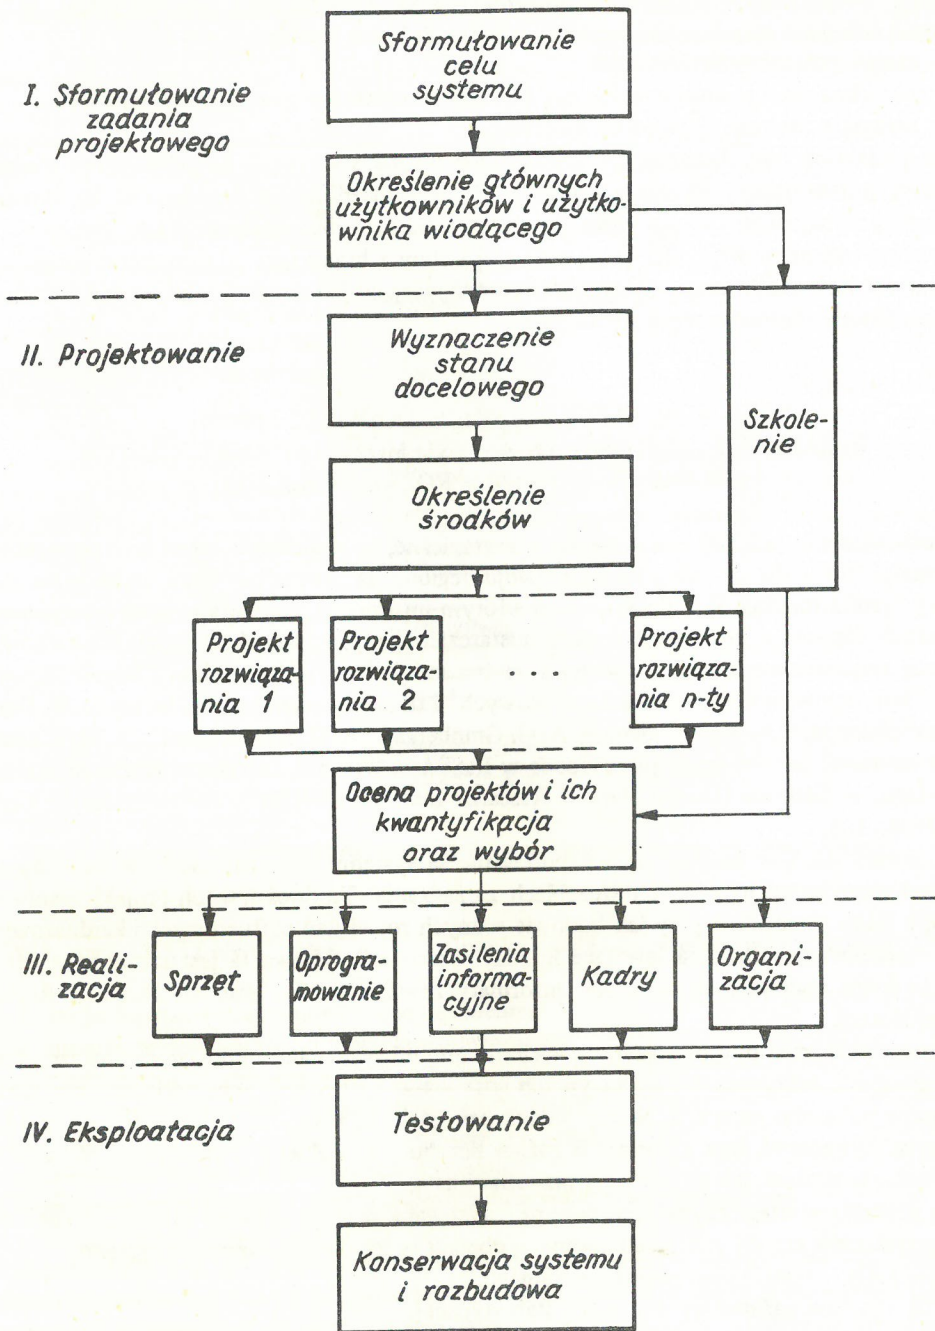 Sformułowanie
celu
systemu
I. Sformułowanie
zadania
projektowego
Określenie głównych
użytkowników i użytko-
wnika wiodącego
II. Projektowanie
Wyznaczenie
stanu
docelowego
Szkole-
nie
Określenie
środków
Projekt
rozwiąza-
nia 1
Projekt
rozwiąza-
nia 2
. . .
Projekt
rozwiąza-
nia n-ty
Ocena projektów i ich
kwantyfikacja
oraz wybór
III. Reali-
zacja
Sprzęt
Oprogra-
mowanie
Zasilenia
informa-
cyjne
Kadry
Organi-
zacja
IV. Eksploatacja
Testowanie
Konserwacja systemu
i rozbudowa